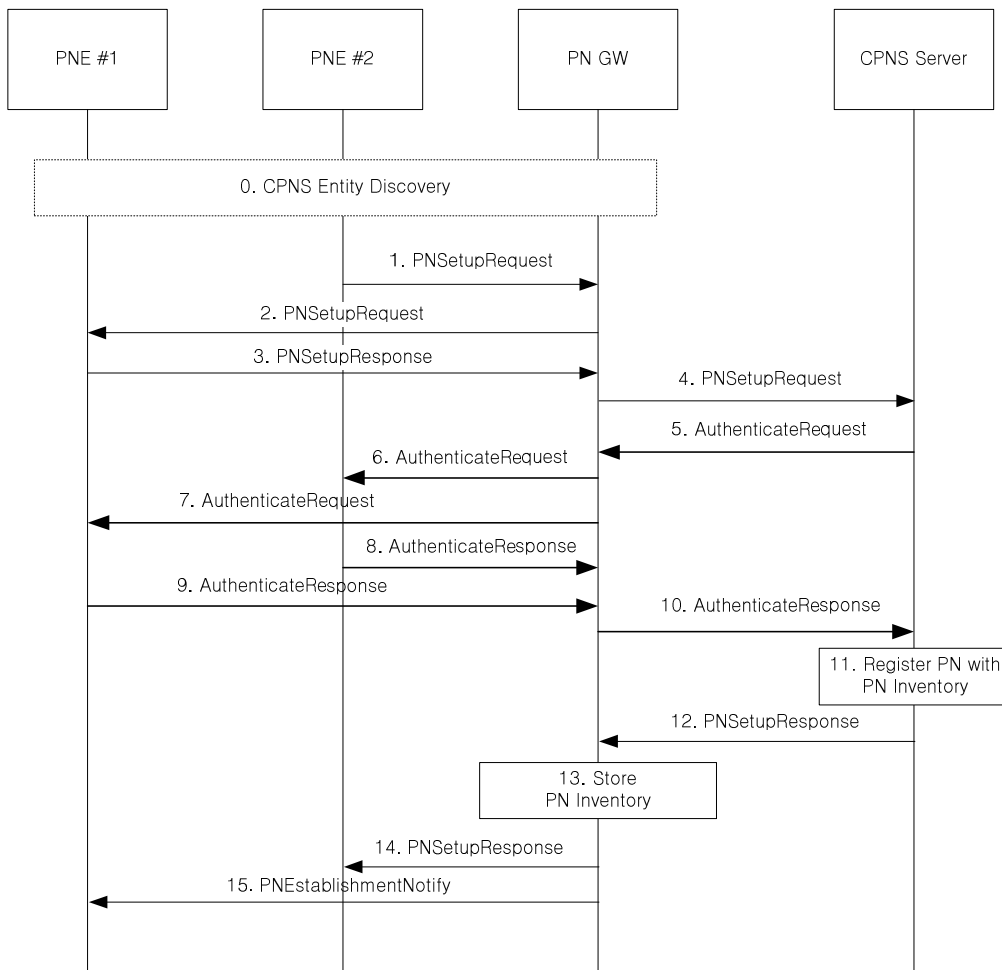 PNE #1
PNE #2
PN GW
CPNS Server
0. CPNS Entity Discovery
1. PNSetupRequest
2. PNSetupRequest
3. PNSetupResponse
4. PNSetupRequest
5. AuthenticateRequest
6. AuthenticateRequest
7. AuthenticateRequest
8. AuthenticateResponse
9. AuthenticateResponse
10. AuthenticateResponse
11. Register PN with
PN Inventory
12. PNSetupResponse
13. Store
PN Inventory
14. PNSetupResponse
15. PNEstablishmentNotify